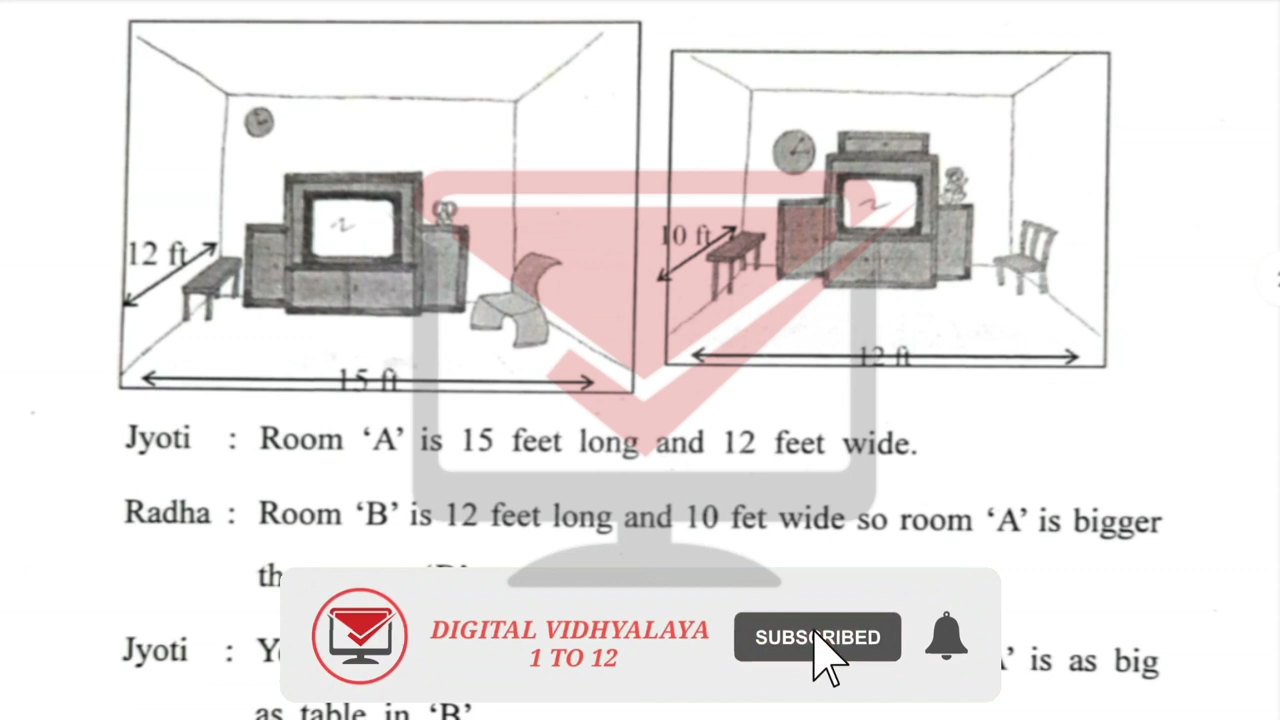 12 ft
15 ft
10 ft
12 ft
Jyoti : Room ‘A’ is 15 feet long and 12 feet wide.
Radha : Room ‘B’ is 12 feet long and 10 fet wide so room ‘A’ is bigger
Jyoti : is as big
as table in ‘B’
DIGITAL VIDHYALAYA
1 TO 12
SUBSCRIBED